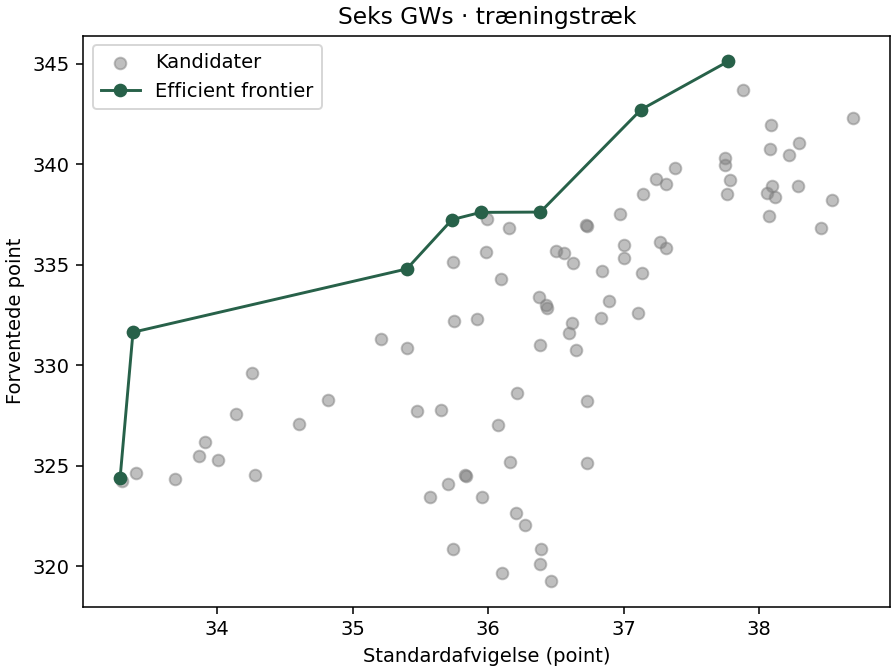 Seks GWs · træningstræk
Kandidater
Efficient frontier
Forventede point
345
340
335
330
325
320
34
35
36
37
38
Standardafvigelse (point)